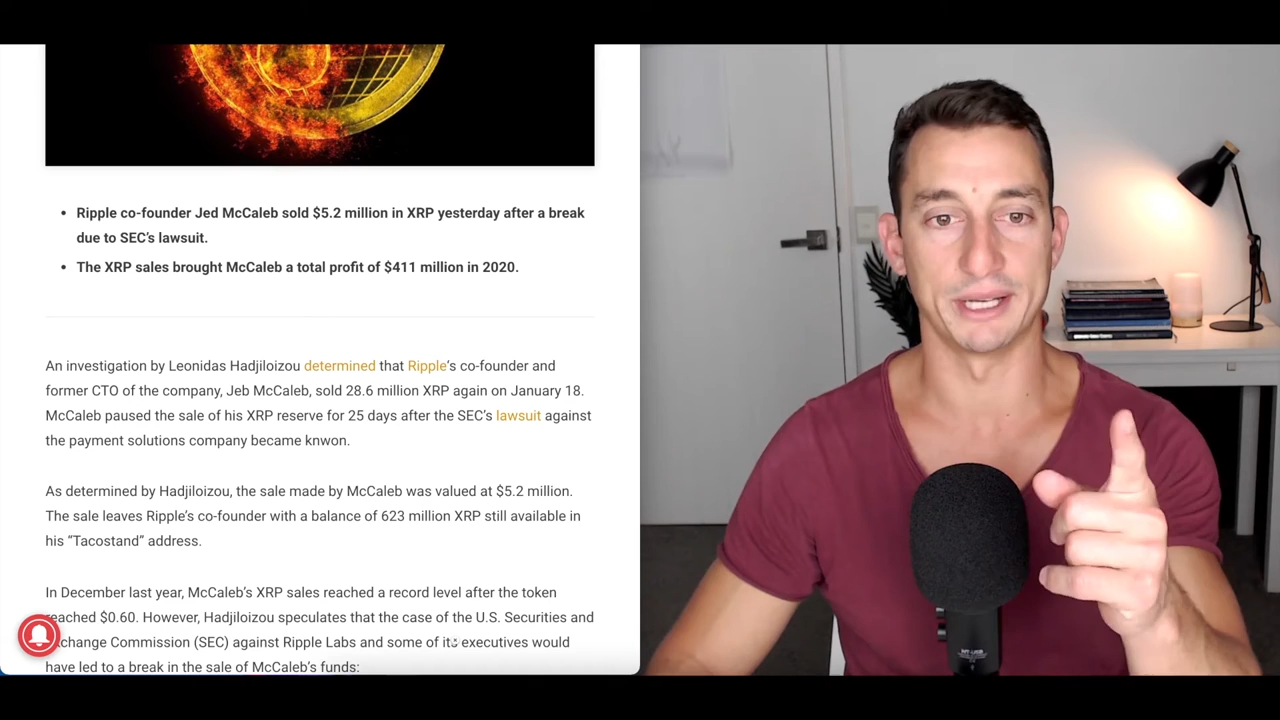 Ripple co-founder Jed McCaleb sold $5.2 million in XRP yesterday after a break
due to SEC’s lawsuit.
The XRP sales brought McCaleb a total profit of $411 million in 2020.
An investigation by Leonidas Hadjiloizou determined that Ripple‘s co-founder and
former CTO of the company, Jeb McCaleb, sold 28.6 million XRP again on January 18.
McCaleb paused the sale of his XRP reserve for 25 days after the SEC’s lawsuit against
the payment solutions company became knwon.
As determined by Hadjiloizou, the sale made by McCaleb was valued at $5.2 million.
The sale leaves Ripple’s co-founder with a balance of 623 million XRP still available in
his “Tacostand” address.
In December last year, McCaleb’s XRP sales reached a record level after the token
reached $0.60. However, Hadjiloizou speculates that the case of the U.S. Securities and
Exchange Commission (SEC) against Ripple Labs and some of its executives would
have led to a break in the sale of McCaleb’s funds:
NT-USB